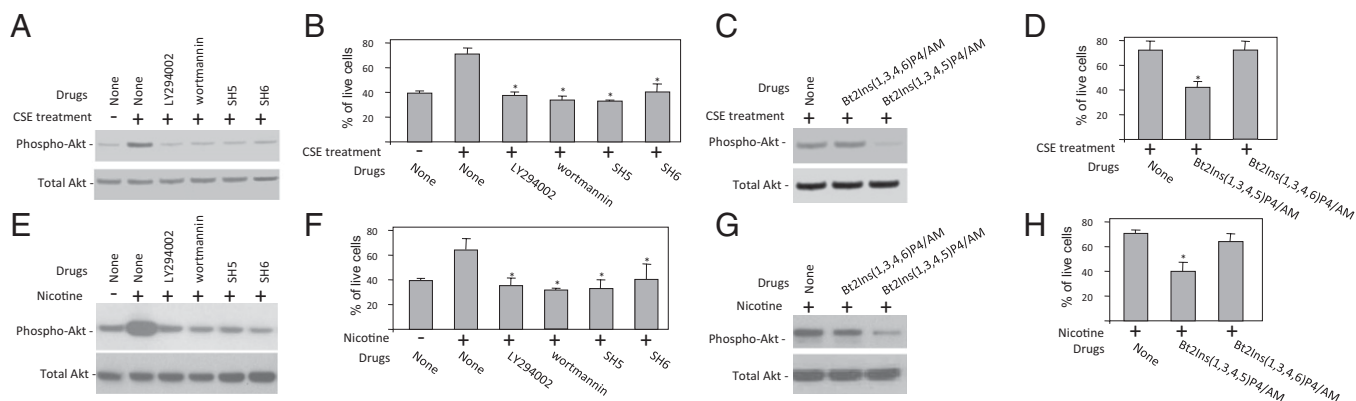 A
Drugs
None
None
LY294002
wortmannin
SH5
SH6
CSE treatment
- + + + + +
Phospho-Akt -
Total Akt -
B
% of live cells
80
60
40
20
CSE treatment
- + + + + +
Drugs
None
None
LY294002
wortmannin
SH5
SH6
* * * *
C
Drugs
None
Bt2Ins(1,3,4,6)P4/AM
Bt2Ins(1,3,4,5)P4/AM
CSE treatment
+ + +
Phospho-Akt -
Total Akt -
D
% of live cells
80
60
40
20
*
CSE treatment
+ + +
Drugs
None
Bt2Ins(1,3,4,5)P4/AM
Bt2Ins(1,3,4,6)P4/AM
E
Drugs
None
None
LY294002
wortmannin
SH5
SH6
Nicotine
- + + + + +
Phospho-Akt -
Total Akt -
F
% of live cells
80
60
40
20
* * * *
Nicotine
- + + + + +
Drugs
None
None
LY294002
wortmannin
SH5
SH6
G
Drugs
None
Bt2Ins(1,3,4,6)P4/AM
Bt2Ins(1,3,4,5)P4/AM
Nicotine
+ + +
Phospho-Akt -
Total Akt -
H
% of live cells
80
60
40
20
*
Nicotine
+ + +
Drugs
None
Bt2Ins(1,3,4,5)P4/AM
Bt2Ins(1,3,4,6)P4/AM